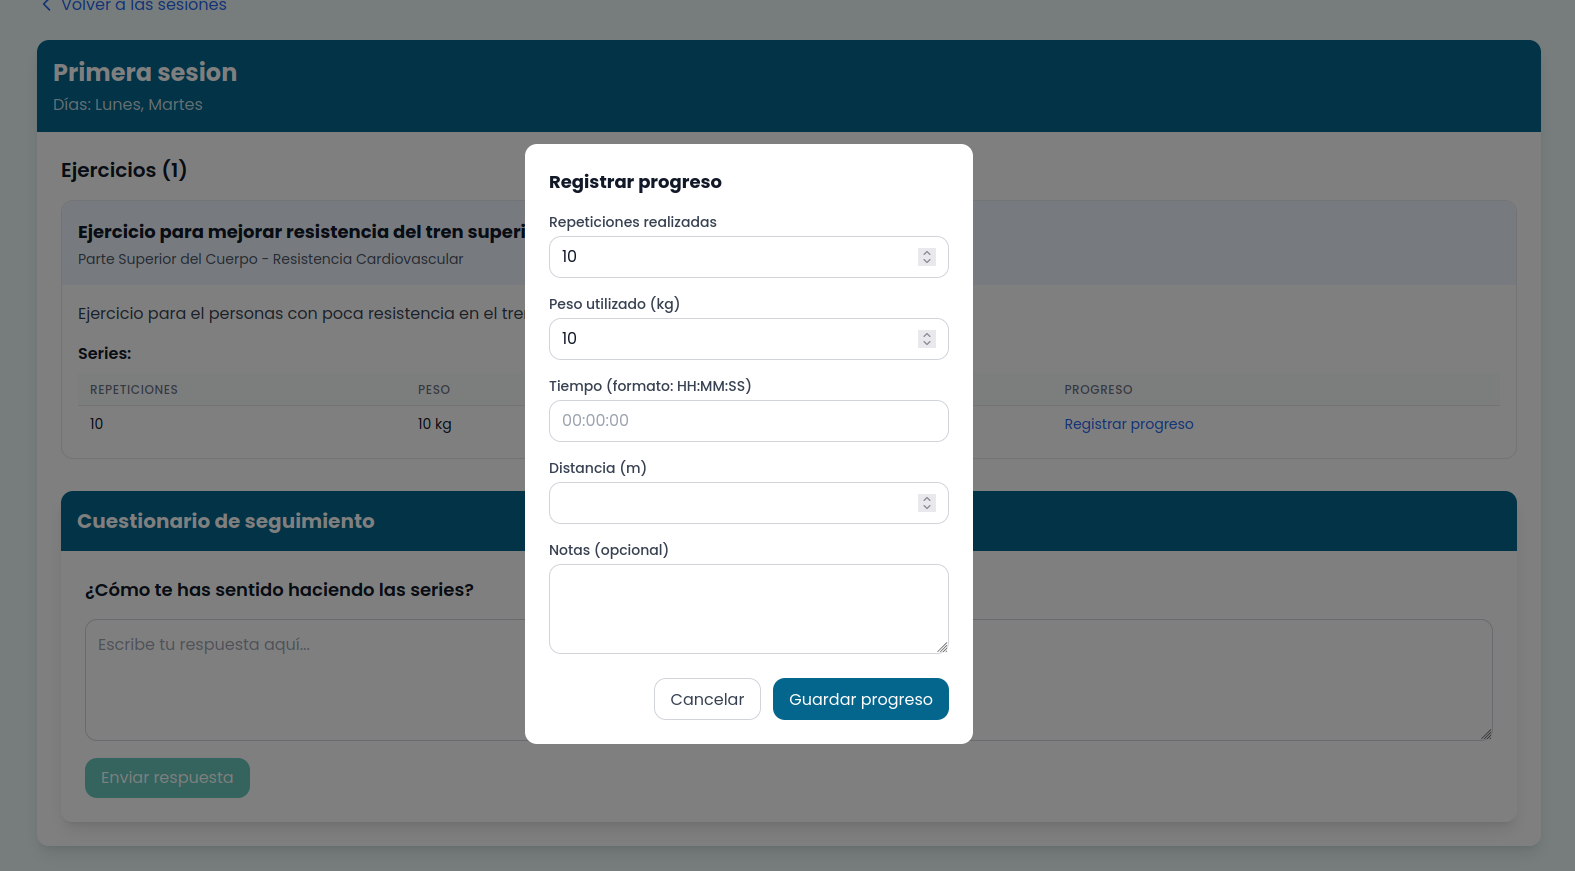 Volver a las sesiones
Primera sesion
Días: Lunes, Martes
Ejercicios (1)
Ejercicio para mejorar resistencia del tren superi
Parte Superior del Cuerpo - Resistencia Cardiovascular
Ejercicio para el personas con poca resistencia en el tre
Series:
REPETICIONES PESO PROGRESO
10 10 kg Registrar progreso
Cuestionario de seguimiento
¿Cómo te has sentido haciendo las series?
Escribe tu respuesta aquí...
Enviar respuesta
Registrar progreso
Repeticiones realizadas
10
Peso utilizado (kg)
10
Tiempo (formato: HH:MM:SS)
00:00:00
Distancia (m)
Notas (opcional)
Cancelar Guardar progreso